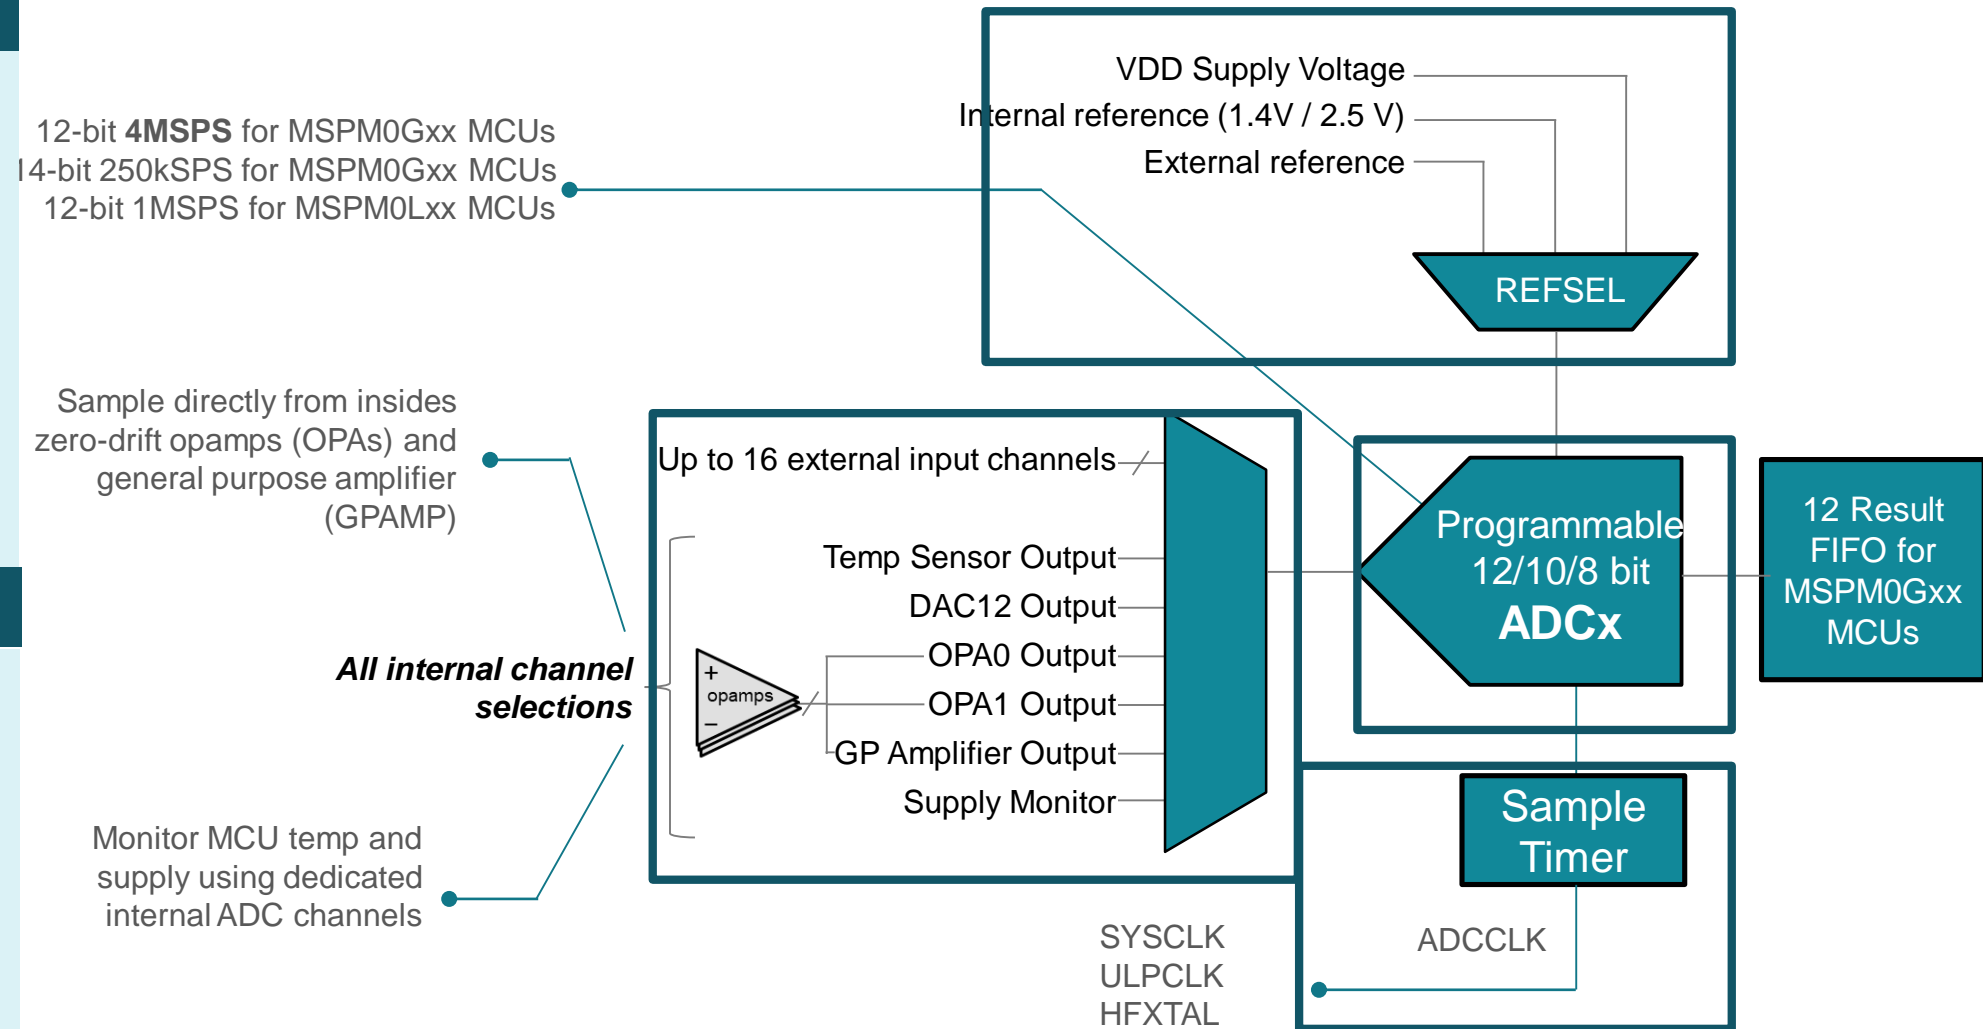 VDD Supply Voltage
Internal reference (1.4V / 2.5 V)
External reference
REFSEL
12-bit 4MSPS for MSPM0Gxx MCUs
14-bit 250kSPS for MSPM0Gxx MCUs
12-bit 1MSPS for MSPM0Lxx MCUs
Sample directly from insides
zero-drift opamps (OPAs) and
general purpose amplifier
(GPAMP)
All internal channel
selections
Monitor MCU temp and
supply using dedicated
internal ADC channels
Up to 16 external input channels
Temp Sensor Output
DAC12 Output
OPA0 Output
OPA1 Output
GP Amplifier Output
Supply Monitor
+
opamps
−
Programmable
12/10/8 bit
ADCx
12 Result
FIFO for
MSPM0Gxx
MCUs
Sample
Timer
ADCCLK
SYSCLK
ULPCLK
HFXTAL